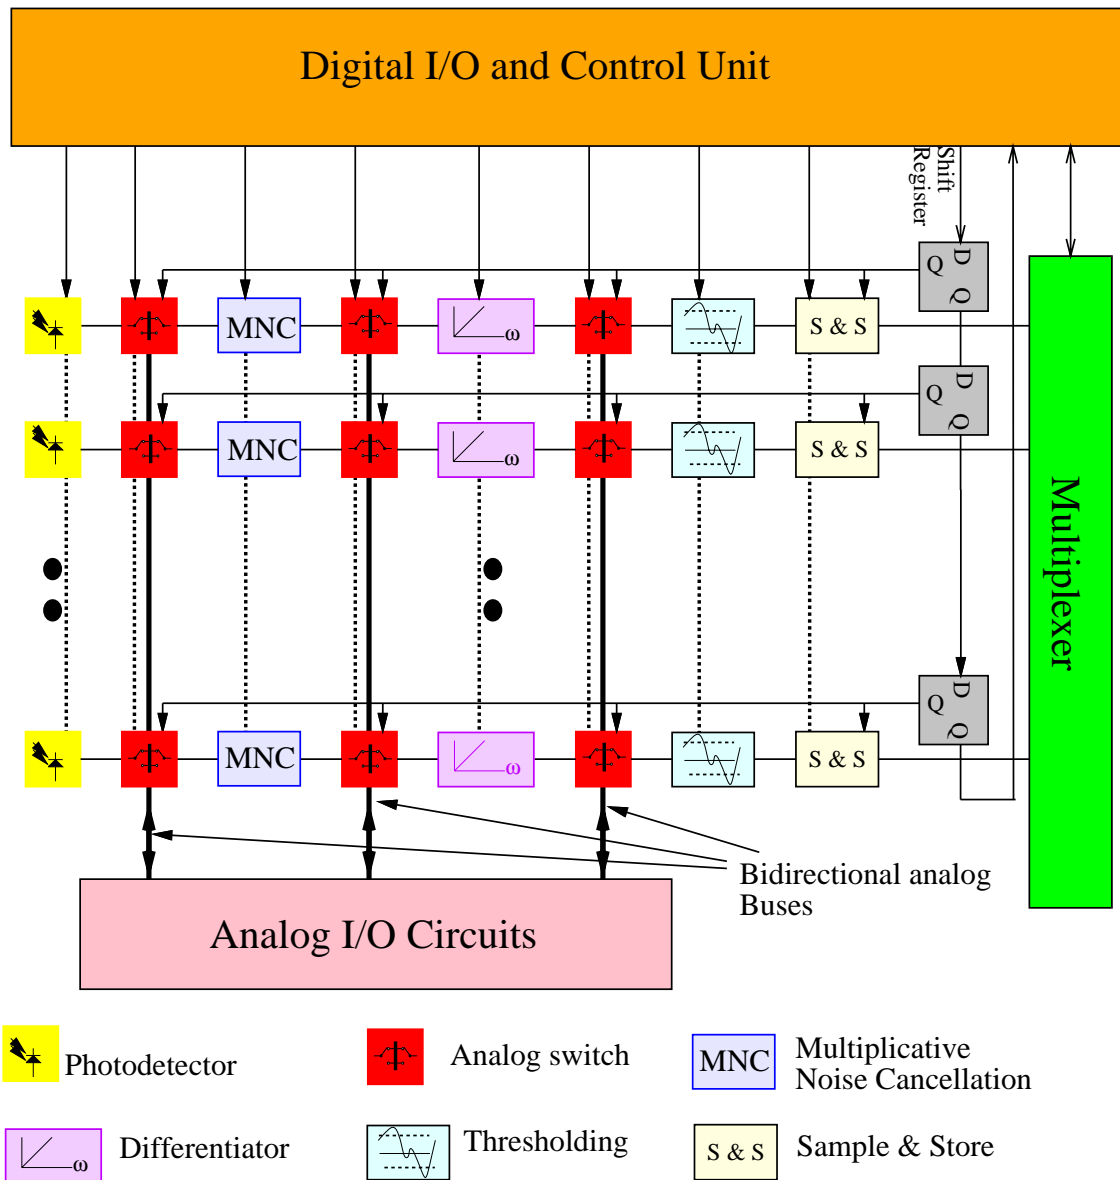 Digital I/O and Control Unit
Shift
Register
Q D Q
MNC
ω
S & S
Q D Q
MNC
ω
S & S
Multiplexer
Q D Q
MNC
ω
S & S
Bidirectional analog
Buses
Analog I/O Circuits
Photodetector
Analog switch
MNC
Multiplicative
Noise Cancellation
ω
Differentiator
Thresholding
S & S
Sample & Store